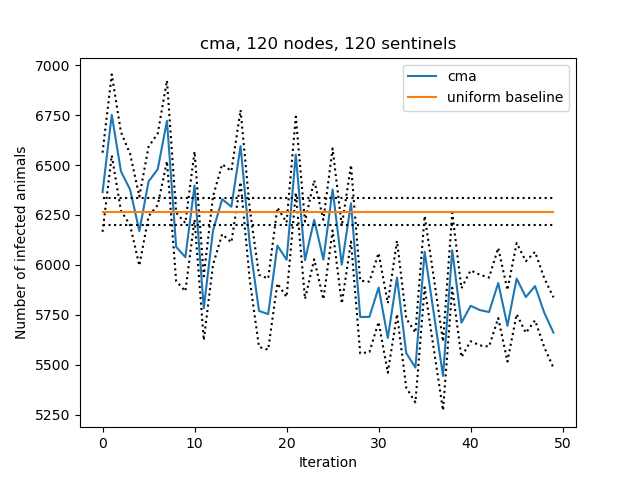 cma, 120 nodes, 120 sentinels
7000
6750
6500
6250
6000
5750
5500
5250
Number of infected animals
cma
uniform baseline
0
10
20
30
40
50
Iteration